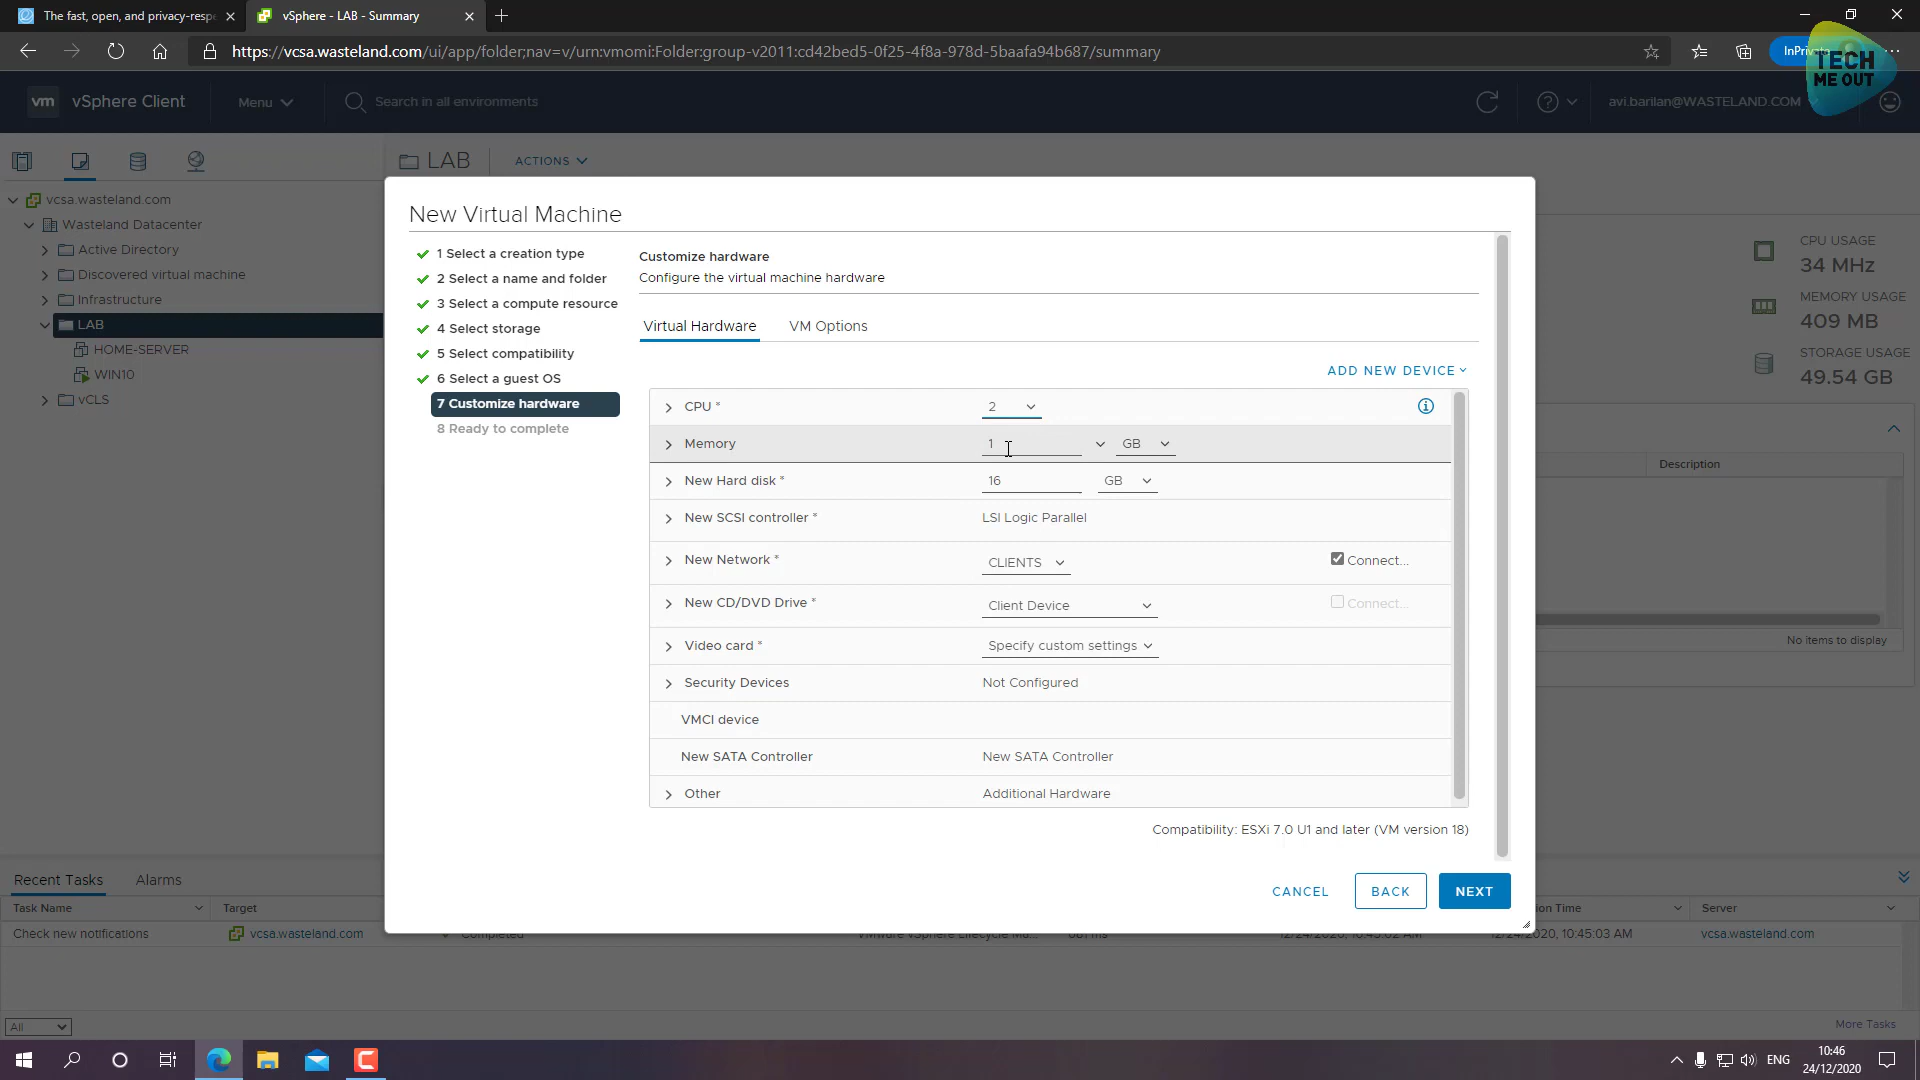 The fast, open, and privacy-respe
vSphere - LAB - Summary
https://vcsa.wasteland.com/ui/app/folder;nav=v/urn:vmomi:Folder:group-v2011:cd42bed5-0f25-4f8a-978d-5baafa94b687/summary
InPrivate
TECH
ME OUT
vm vSphere Client
Menu
Search in all environments
avi.barilan@WASTELAND.COM
LAB
ACTIONS
vcsa.wasteland.com
Wasteland Datacenter
Active Directory
Discovered virtual machine
Infrastructure
LAB
HOME-SERVER
WIN10
vCLS
CPU USAGE
34 MHz
MEMORY USAGE
409 MB
STORAGE USAGE
49.54 GB
Description
No items to display
New Virtual Machine
1 Select a creation type
2 Select a name and folder
3 Select a compute resource
4 Select storage
5 Select compatibility
6 Select a guest OS
7 Customize hardware
8 Ready to complete
Customize hardware
Configure the virtual machine hardware
Virtual Hardware
VM Options
ADD NEW DEVICE
CPU * 2
Memory 1 GB
New Hard disk * 16 GB
New SCSI controller * LSI Logic Parallel
New Network * CLIENTS Connect...
New CD/DVD Drive * Client Device Connect...
Video card * Specify custom settings
Security Devices Not Configured
VMCI device
New SATA Controller New SATA Controller
Other Additional Hardware
Compatibility: ESXi 7.0 U1 and later (VM version 18)
CANCEL BACK NEXT
Recent Tasks Alarms
Task Name Target ion Time Server
Check new notifications vcsa.wasteland.com Completed VMware vSphere Lifecycle Ma... 12/24/2020, 10:45:02 AM 12/24/2020, 10:45:03 AM vcsa.wasteland.com
All
More Tasks
ENG
10:46
24/12/2020